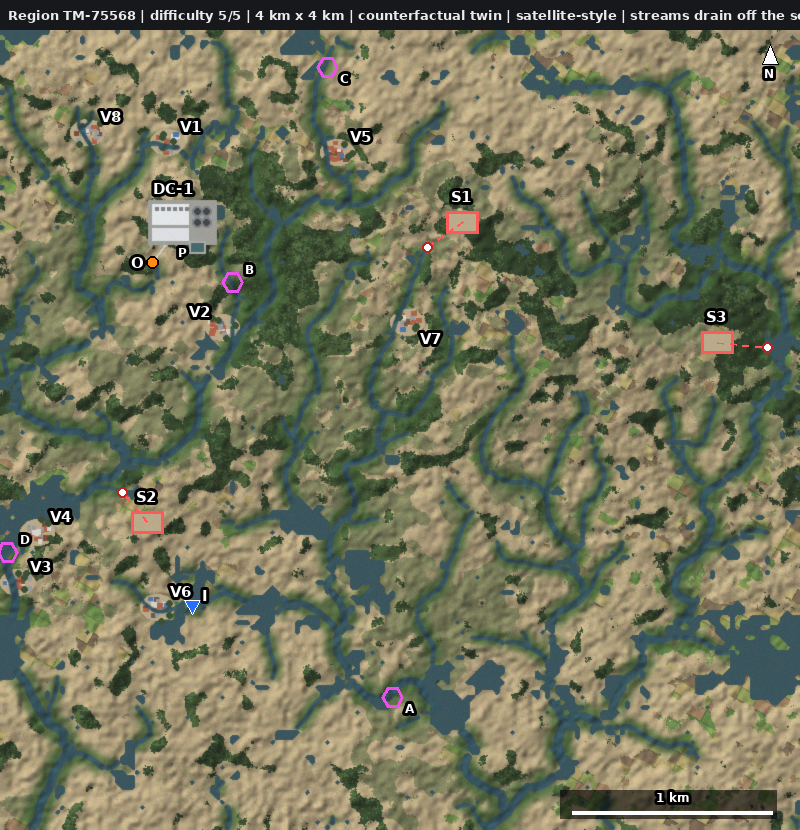 Region TM-75568 | difficulty 5/5 | 4 km x 4 km | counterfactual twin | satellite-style | streams drain off the
N
C
V8
V1
V5
DC-1
S1
P
O
B
V2
V7
S3
S2
V4
D
V3
V6
I
A
1 km